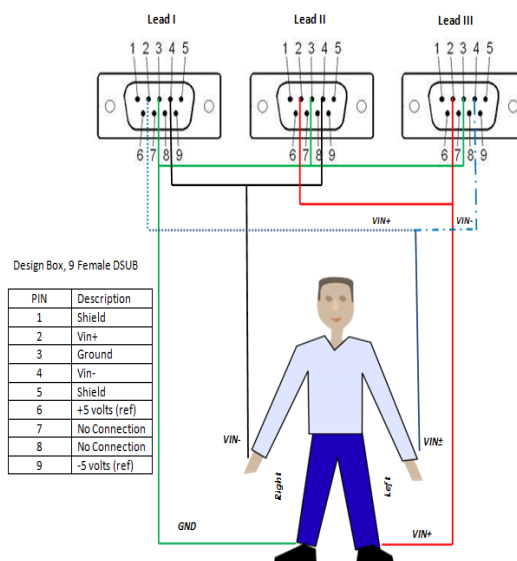 Lead I Lead II Lead III
1 2 3 4 5 1 2 3 4 5 1 2 3 4 5
6 7 8 9 6 7 8 9 6 7 8 9
VIN+ VIN-
Design Box, 9 Female DSUB
PIN Description
1 Shield
2 Vin+
3 Ground
4 Vin-
5 Shield
6 +5 volts (ref)
7 No Connection
8 No Connection
9 -5 volts (ref)
VIN- VIN±
Right Left
GND VIN+